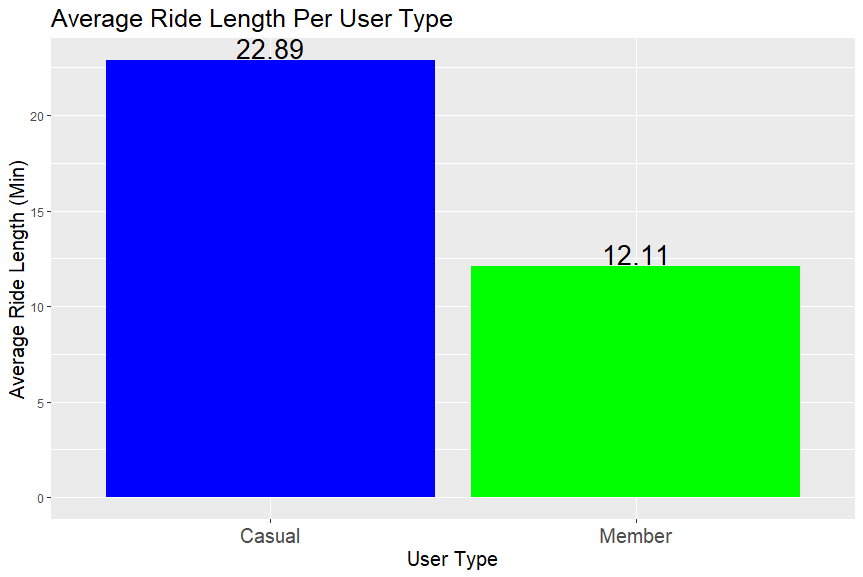 Average Ride Length Per User Type
22.89
12.11
Average Ride Length (Min)
20
15
10
5
0
Casual
Member
User Type